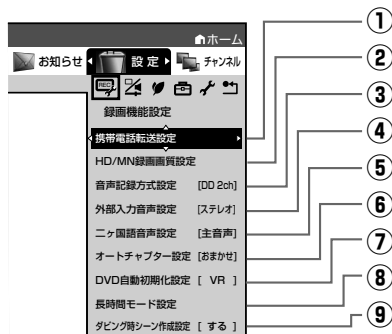 ホーム
お知らせ 設定 チャンネル
REC
録画機能設定
携帯電話転送設定
HD/MN録画画質設定
音声記録方式設定 [DD 2ch]
外部入力音声設定 [ステレオ]
二ヶ国語音声設定 [主音声]
オートチャプター設定 [おまかせ]
DVD自動初期化設定 [ VR ]
長時間モード設定
ダビング時シーン作成設定 [ する ]
①
②
③
④
⑤
⑥
⑦
⑧
⑨